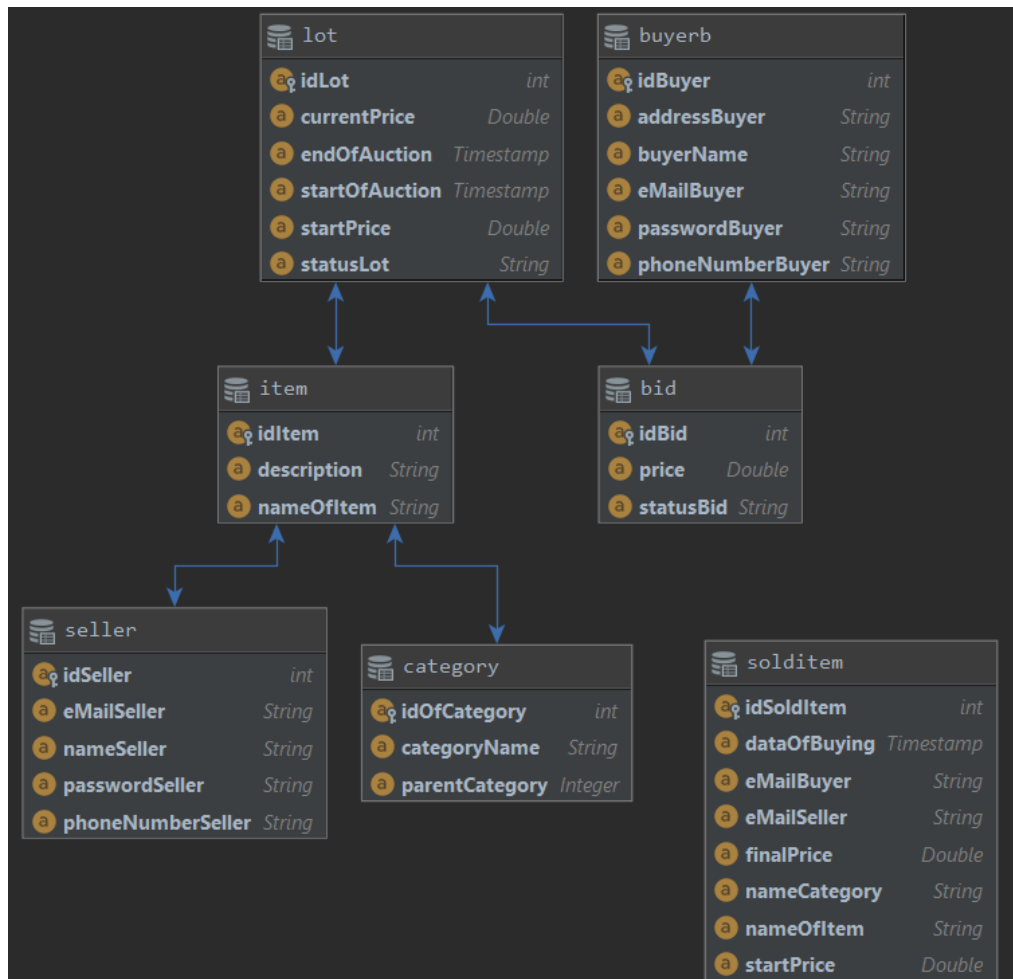 lot
idLot int
currentPrice Double
endOfAuction Timestamp
startOfAuction Timestamp
startPrice Double
statusLot String
buyerb
idBuyer int
addressBuyer String
buyerName String
eMailBuyer String
passwordBuyer String
phoneNumberBuyer String
item
idItem int
description String
nameOfItem String
bid
idBid int
price Double
statusBid String
seller
idSeller int
eMailSeller String
nameSeller String
passwordSeller String
phoneNumberSeller String
category
idOfCategory int
categoryName String
parentCategory Integer
solditem
idSoldItem int
dataOfBuying Timestamp
eMailBuyer String
eMailSeller String
finalPrice Double
nameCategory String
nameOfItem String
startPrice Double